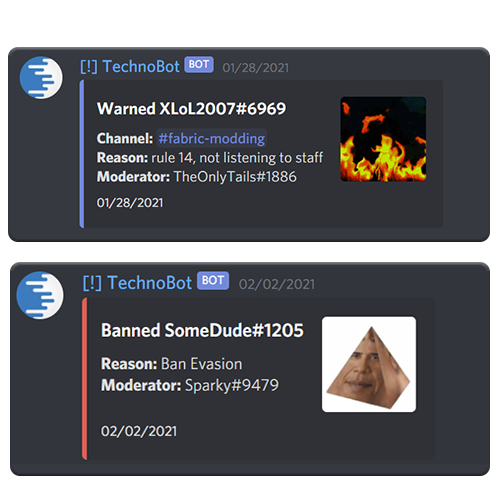 [!] TechnoBot BOT 01/28/2021
Warned XLoL2007#6969
Channel: #fabric-modding
Reason: rule 14, not listening to staff
Moderator: TheOnlyTails#1886
01/28/2021
[!] TechnoBot BOT 02/02/2021
Banned SomeDude#1205
Reason: Ban Evasion
Moderator: Sparky#9479
02/02/2021